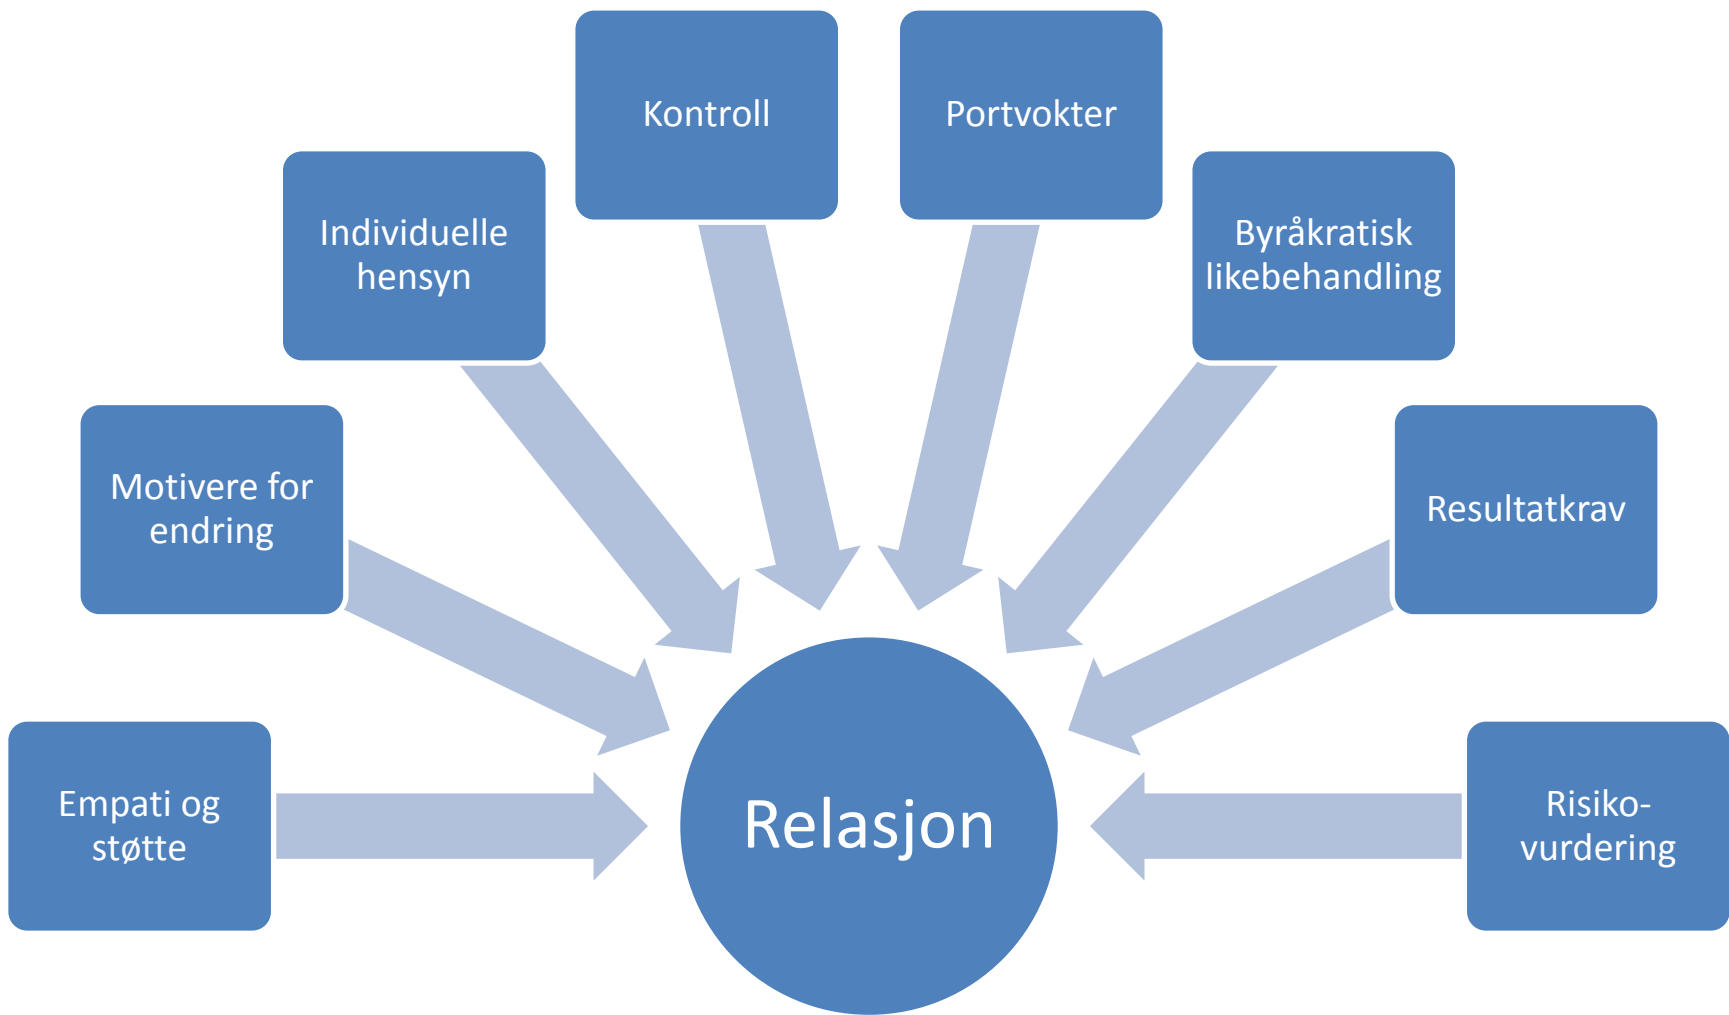 Kontroll
Portvokter
Individuelle
hensyn
Byråkratisk
likebehandling
Motivere for
endring
Resultatkrav
Empati og
støtte
Relasjon
Risiko-
vurdering